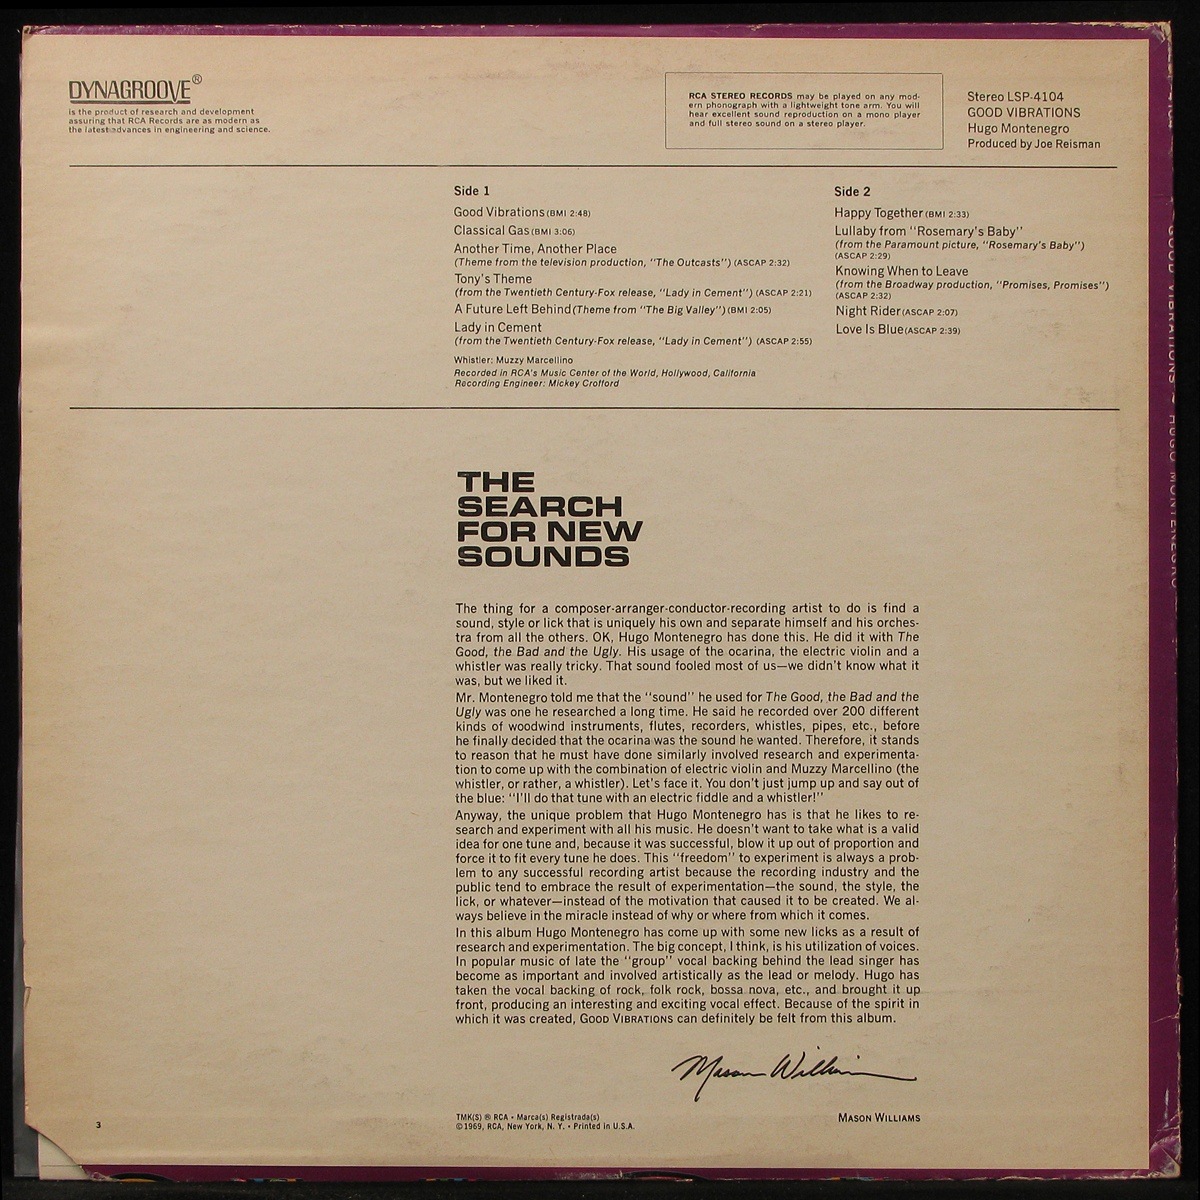 DYNAGROOVE®
is the product of research and development
assuring that RCA Records are as modern as
the latest advances in engineering and science.
RCA STEREO RECORDS may be played on any mod-
ern phonograph with a lightweight tone arm. You will
hear excellent sound reproduction on a mono player
and full stereo sound on a stereo player.
Stereo LSP-4104
GOOD VIBRATIONS
Hugo Montenegro
Produced by Joe Reisman
Side 1
Good Vibrations (BMI 2:48)
Classical Gas (BMI 3:06)
Another Time, Another Place
(Theme from the television production, "The Outcasts") (ASCAP 2:32)
Tony's Theme
(from the Twentieth Century-Fox release, "Lady in Cement") (ASCAP 2:21)
A Future Left Behind (Theme from "The Big Valley") (BMI 2:05)
Lady in Cement
(from the Twentieth Century-Fox release, "Lady in Cement") (ASCAP 2:55)
Whistler: Muzzy Marcellino
Recorded in RCA's Music Center of the World, Hollywood, California
Recording Engineer: Mickey Crofford
Side 2
Happy Together (BMI 2:33)
Lullaby from "Rosemary's Baby"
(from the Paramount picture, "Rosemary's Baby")
(ASCAP 2:29)
Knowing When to Leave
(from the Broadway production, "Promises, Promises")
(ASCAP 2:32)
Night Rider (ASCAP 2:07)
Love Is Blue (ASCAP 2:39)
THE
SEARCH
FOR NEW
SOUNDS
The thing for a composer-arranger-conductor-recording artist to do is find a
sound, style or lick that is uniquely his own and separate himself and his orches-
tra from all the others. OK, Hugo Montenegro has done this. He did it with The
Good, the Bad and the Ugly. His usage of the ocarina, the electric violin and a
whistler was really tricky. That sound fooled most of us—we didn't know what it
was, but we liked it.
Mr. Montenegro told me that the "sound" he used for The Good, the Bad and the
Ugly was one he researched a long time. He said he recorded over 200 different
kinds of woodwind instruments, flutes, recorders, whistles, pipes, etc., before
he finally decided that the ocarina was the sound he wanted. Therefore, it stands
to reason that he must have done similarly involved research and experimenta-
tion to come up with the combination of electric violin and Muzzy Marcellino (the
whistler, or rather, a whistler). Let's face it. You don't just jump up and say out of
the blue: "I'll do that tune with an electric fiddle and a whistler!"
Anyway, the unique problem that Hugo Montenegro has is that he likes to re-
search and experiment with all his music. He doesn't want to take what is a valid
idea for one tune and, because it was successful, blow it up out of proportion and
force it to fit every tune he does. This "freedom" to experiment is always a prob-
lem to any successful recording artist because the recording industry and the
public tend to embrace the result of experimentation—the sound, the style, the
lick, or whatever—instead of the motivation that caused it to be created. We al-
ways believe in the miracle instead of why or where from which it comes.
In this album Hugo Montenegro has come up with some new licks as a result of
research and experimentation. The big concept, I think, is his utilization of voices.
In popular music of late the "group" vocal backing behind the lead singer has
become as important and involved artistically as the lead or melody. Hugo has
taken the vocal backing of rock, folk rock, bossa nova, etc., and brought it up
front, producing an interesting and exciting vocal effect. Because of the spirit in
which it was created, GOOD VIBRATIONS can definitely be felt from this album.
Mason Williams
MASON WILLIAMS
TMK(S) ® RCA • Marca(s) Registrada(s)
© 1969, RCA, New York, N. Y. • Printed in U.S.A.
3
GOOD VIBRATIONS • HUGO MONTENEGRO